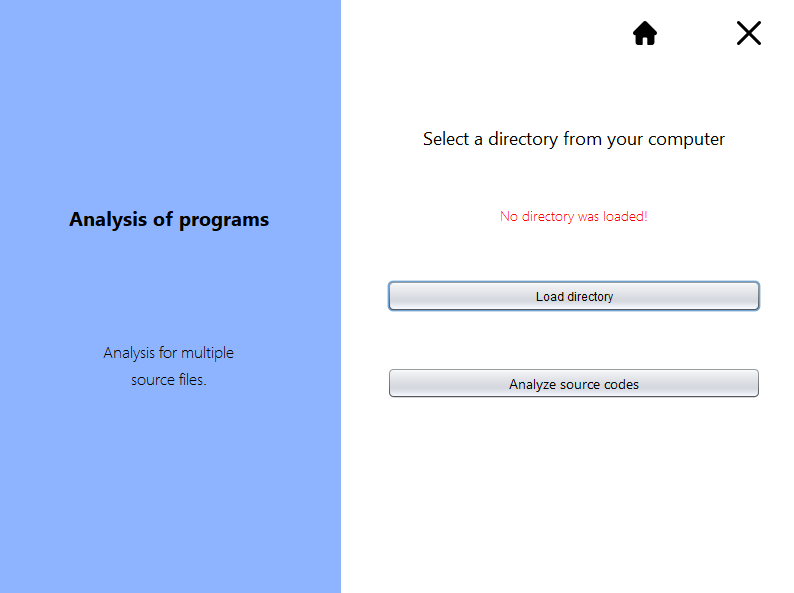 Analysis of programs
Analysis for multiple
source files.
Select a directory from your computer
No directory was loaded!
Load directory
Analyze source codes